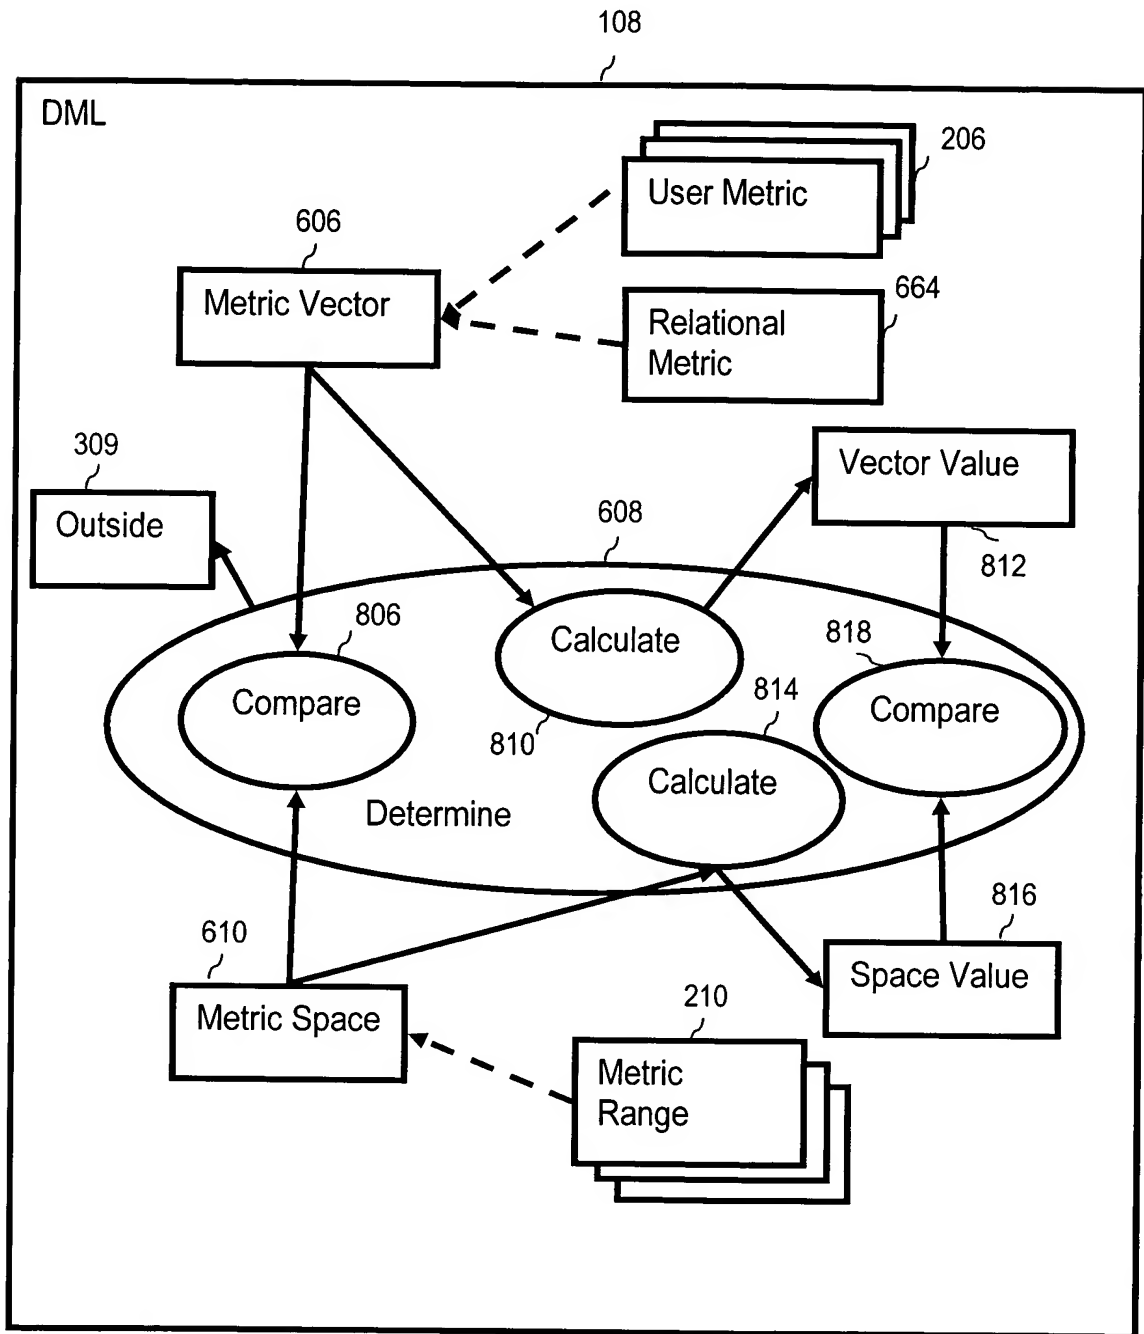 108
DML
206
User Metric
606
Metric Vector
664
Relational
Metric
309
Outside
Vector Value
608
812
806
Compare
Calculate
818
Compare
810
814
Calculate
Determine
610
Metric Space
816
Space Value
210
Metric
Range